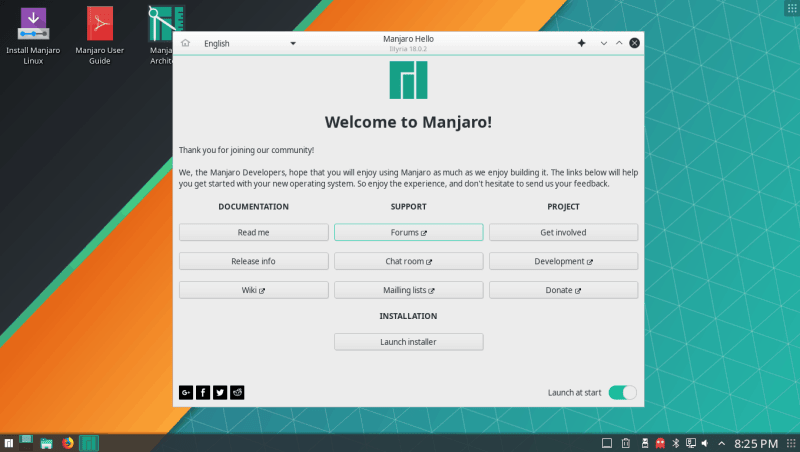 Install Manjaro
Linux
Manjaro User
Guide
Manja
Archite
English
Manjaro Hello
Illyria 18.0.2
Welcome to Manjaro!
Thank you for joining our community!
We, the Manjaro Developers, hope that you will enjoy using Manjaro as much as we enjoy building it. The links below will help
you get started with your new operating system. So enjoy the experience, and don't hesitate to send us your feedback.
DOCUMENTATION
SUPPORT
PROJECT
Read me
Forums
Get involved
Release info
Chat room
Development
Wiki
Mailling lists
Donate
INSTALLATION
Launch installer
G+
Launch at start
8:25 PM